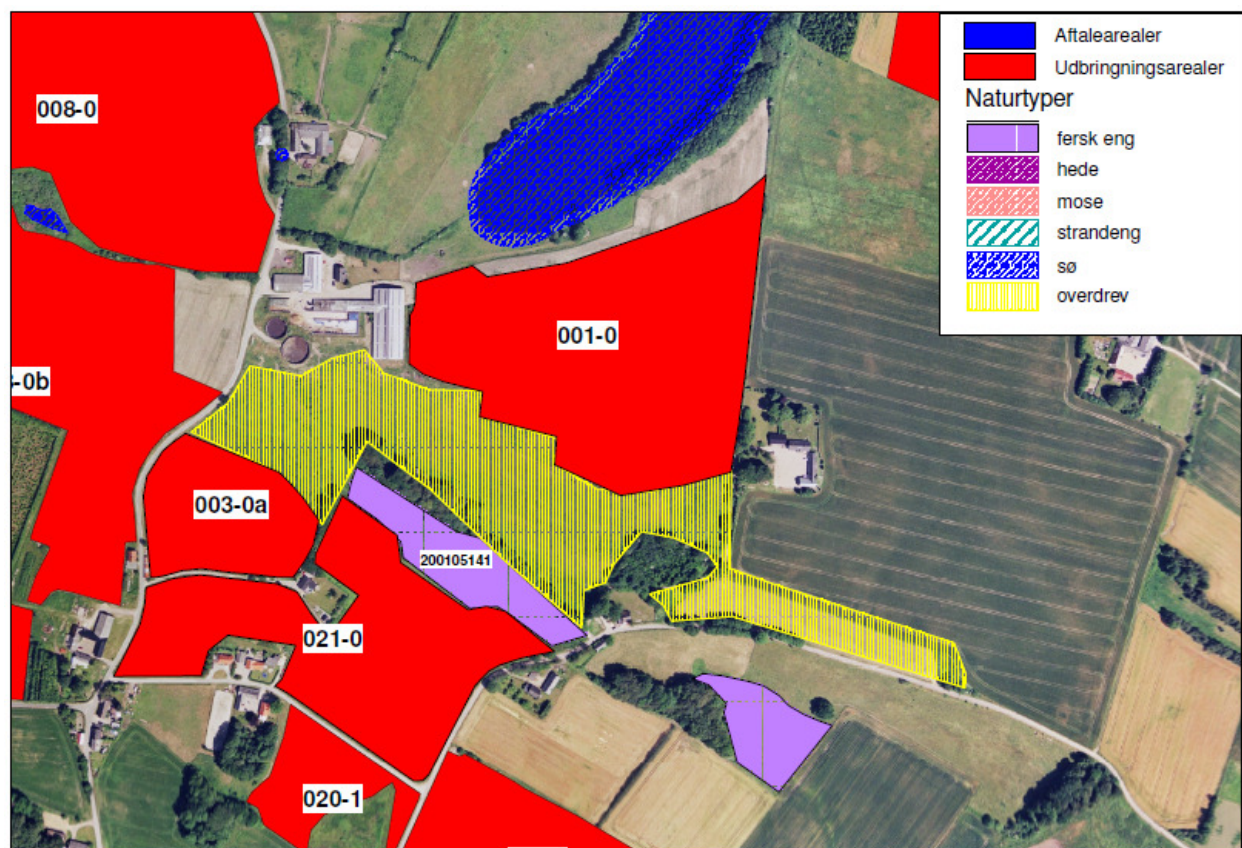 Aftalearealer
Udbringningsarealer
Naturtyper
fersk eng
hede
mose
strandeng
sø
overdrev
008-0
001-0
-0b
003-0a
200105141
021-0
020-1